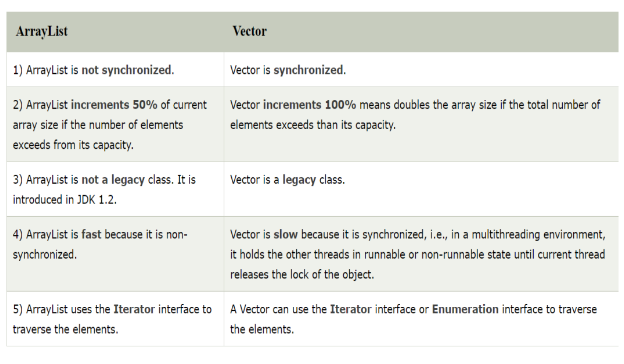 ArrayList Vector
1) ArrayList is not synchronized. Vector is synchronized.
2) ArrayList increments 50% of current
array size if the number of elements
exceeds from its capacity.
Vector increments 100% means doubles the array size if the total number of
elements exceeds than its capacity.
3) ArrayList is not a legacy class. It is
introduced in JDK 1.2.
Vector is a legacy class.
4) ArrayList is fast because it is non-
synchronized.
Vector is slow because it is synchronized, i.e., in a multithreading environment,
it holds the other threads in runnable or non-runnable state until current thread
releases the lock of the object.
5) ArrayList uses the Iterator interface to
traverse the elements.
A Vector can use the Iterator interface or Enumeration interface to traverse
the elements.